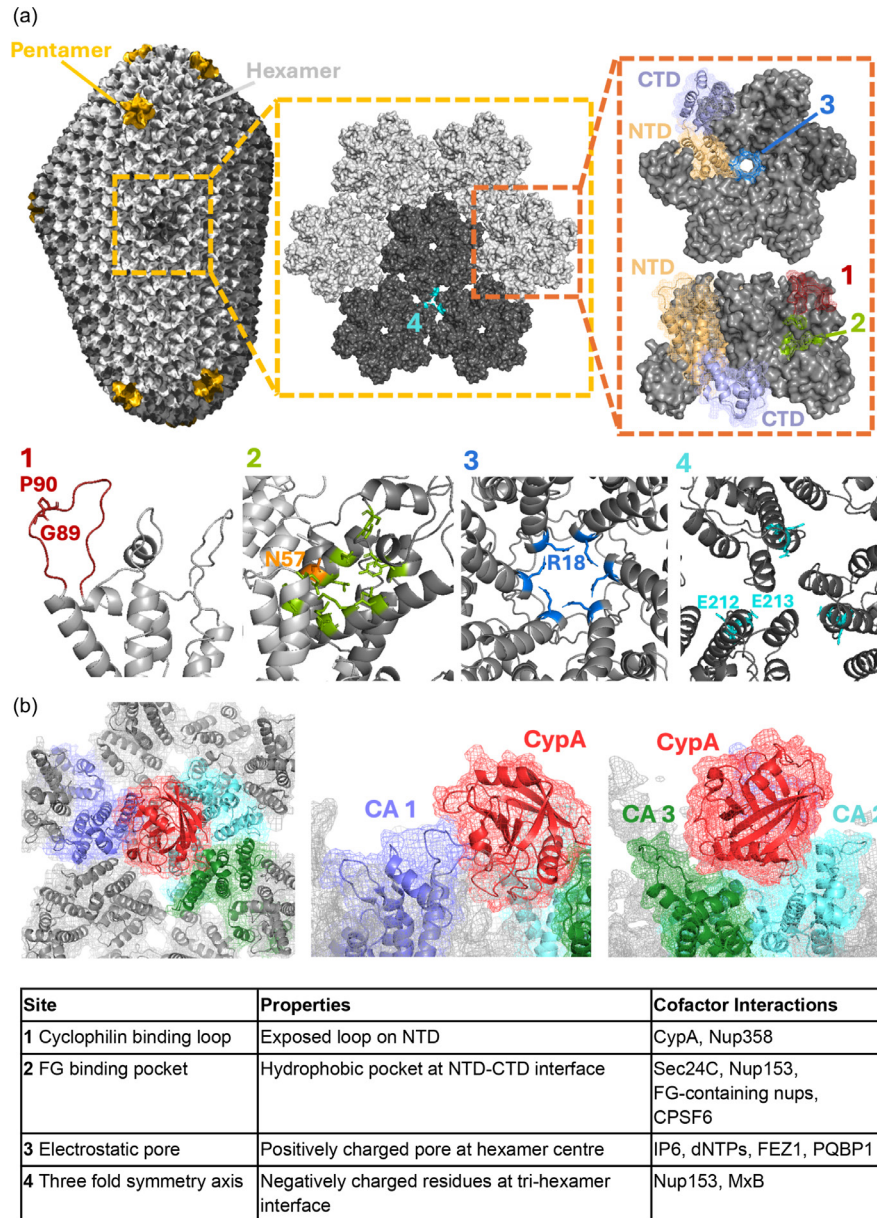 (a)
Pentamer
Hexamer
CTD
3
NTD
4
NTD
1
2
CTD
1
P90
G89
2
N57
3
R18
4
E212 E213
(b)
CypA
CA 1
CypA
CA 3
CA 2
Site Properties Cofactor Interactions
1 Cyclophilin binding loop Exposed loop on NTD CypA, Nup358
2 FG binding pocket Hydrophobic pocket at NTD-CTD interface Sec24C, Nup153,
FG-containing nups,
CPSF6
3 Electrostatic pore Positively charged pore at hexamer centre IP6, dNTPs, FEZ1, PQBP1
4 Three fold symmetry axis Negatively charged residues at tri-hexamer Nup153, MxB
interface